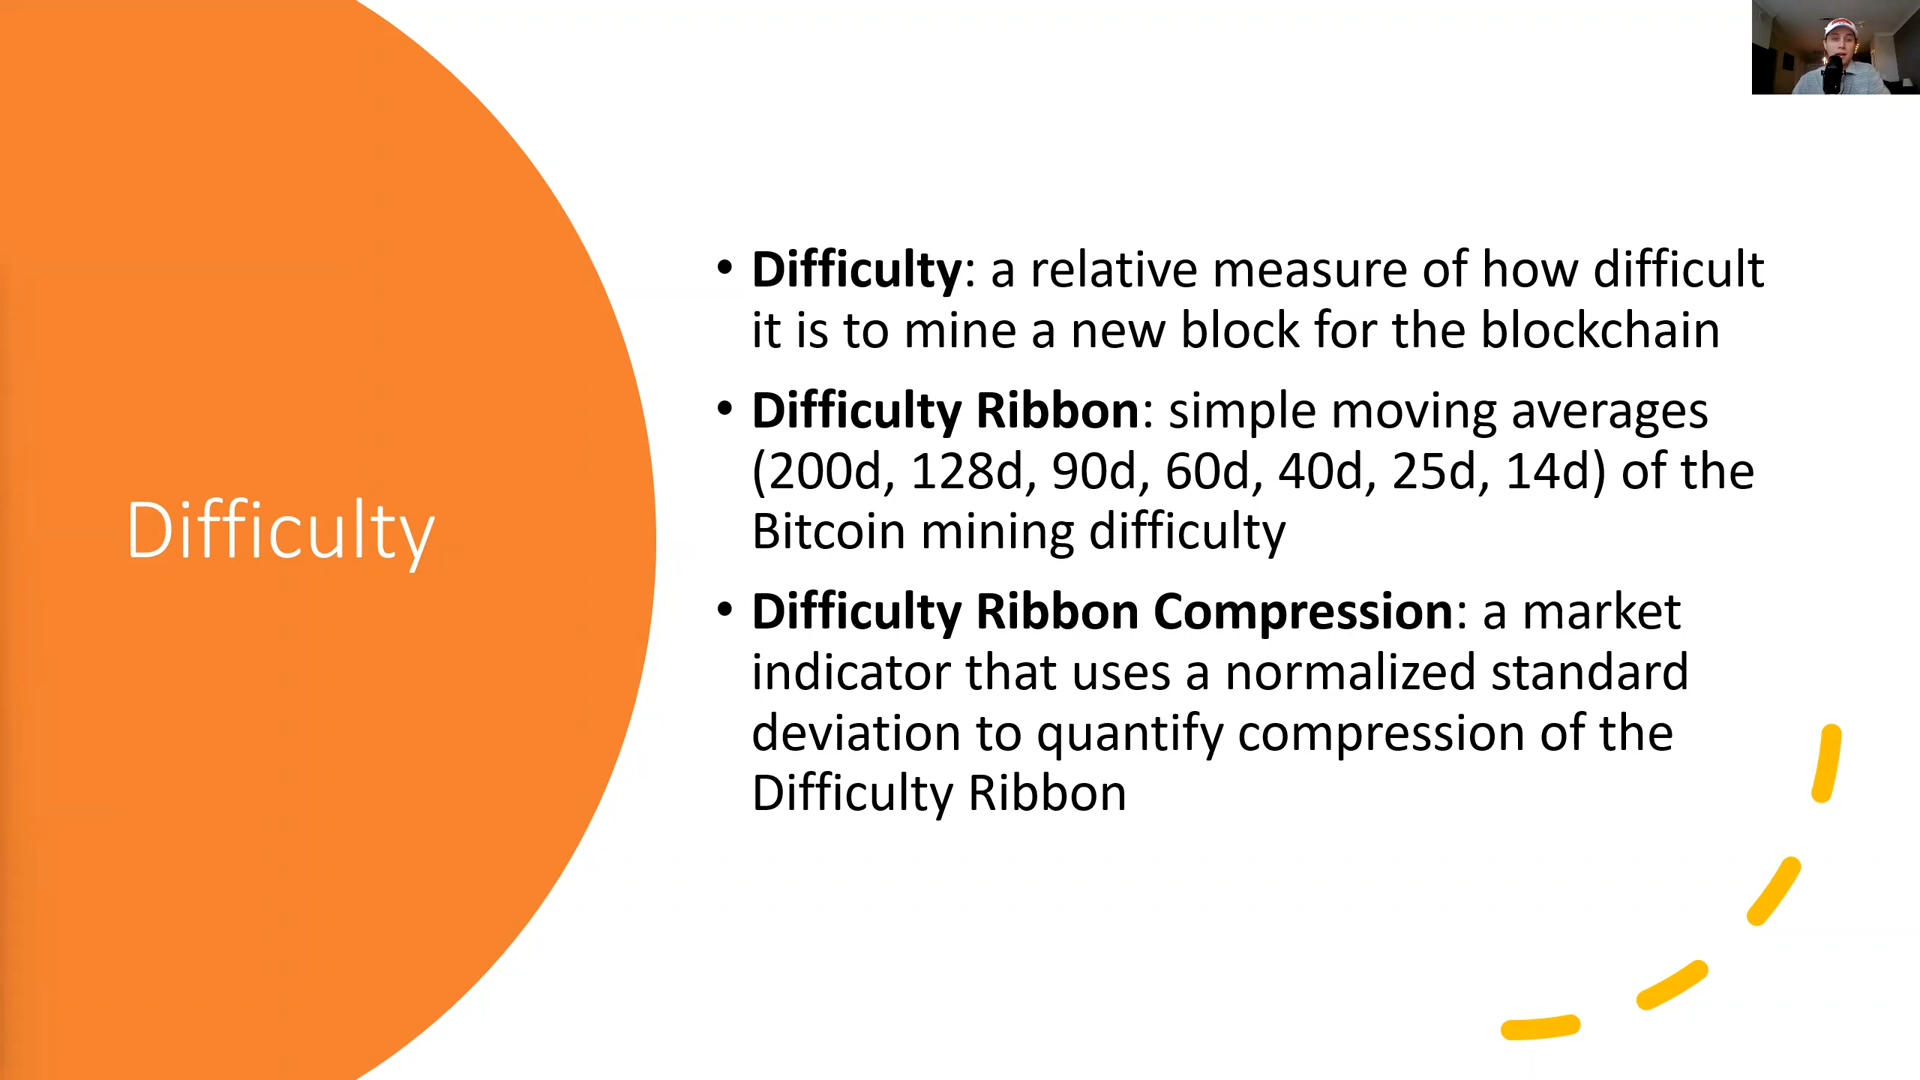 Difficulty
• Difficulty: a relative measure of how difficult
it is to mine a new block for the blockchain
• Difficulty Ribbon: simple moving averages
(200d, 128d, 90d, 60d, 40d, 25d, 14d) of the
Bitcoin mining difficulty
• Difficulty Ribbon Compression: a market
indicator that uses a normalized standard
deviation to quantify compression of the
Difficulty Ribbon